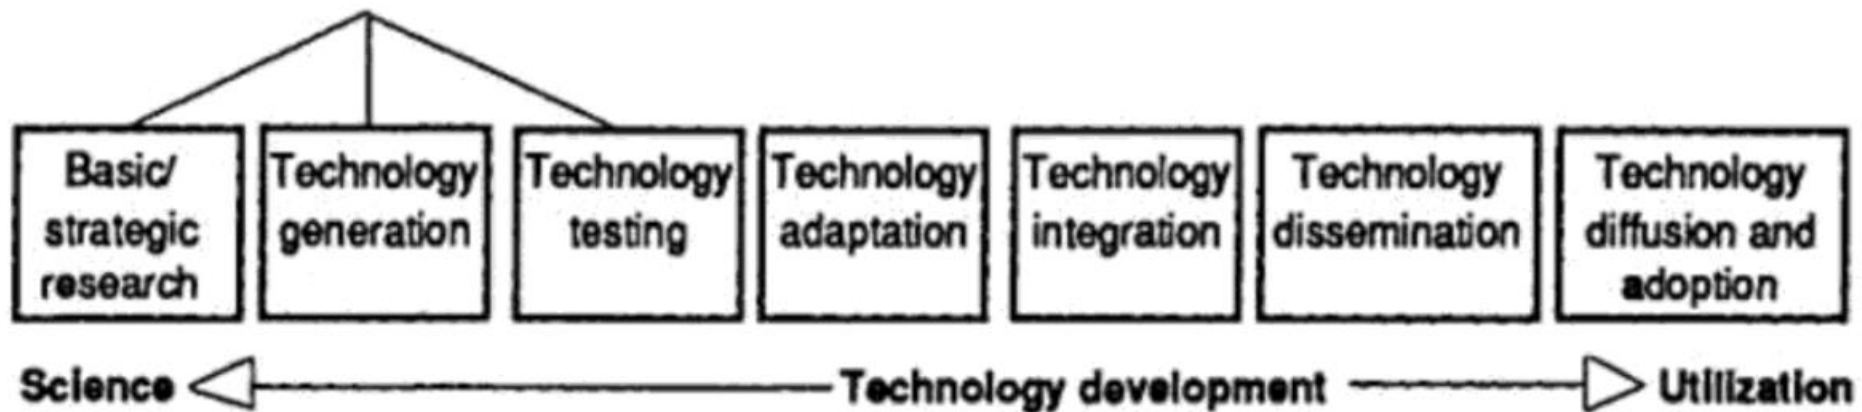 Basic/
strategic
research
Technology
generation
Technology
testing
Technology
adaptation
Technology
integration
Technology
dissemination
Technology
diffusion and
adoption
Science
Technology development
Utilization